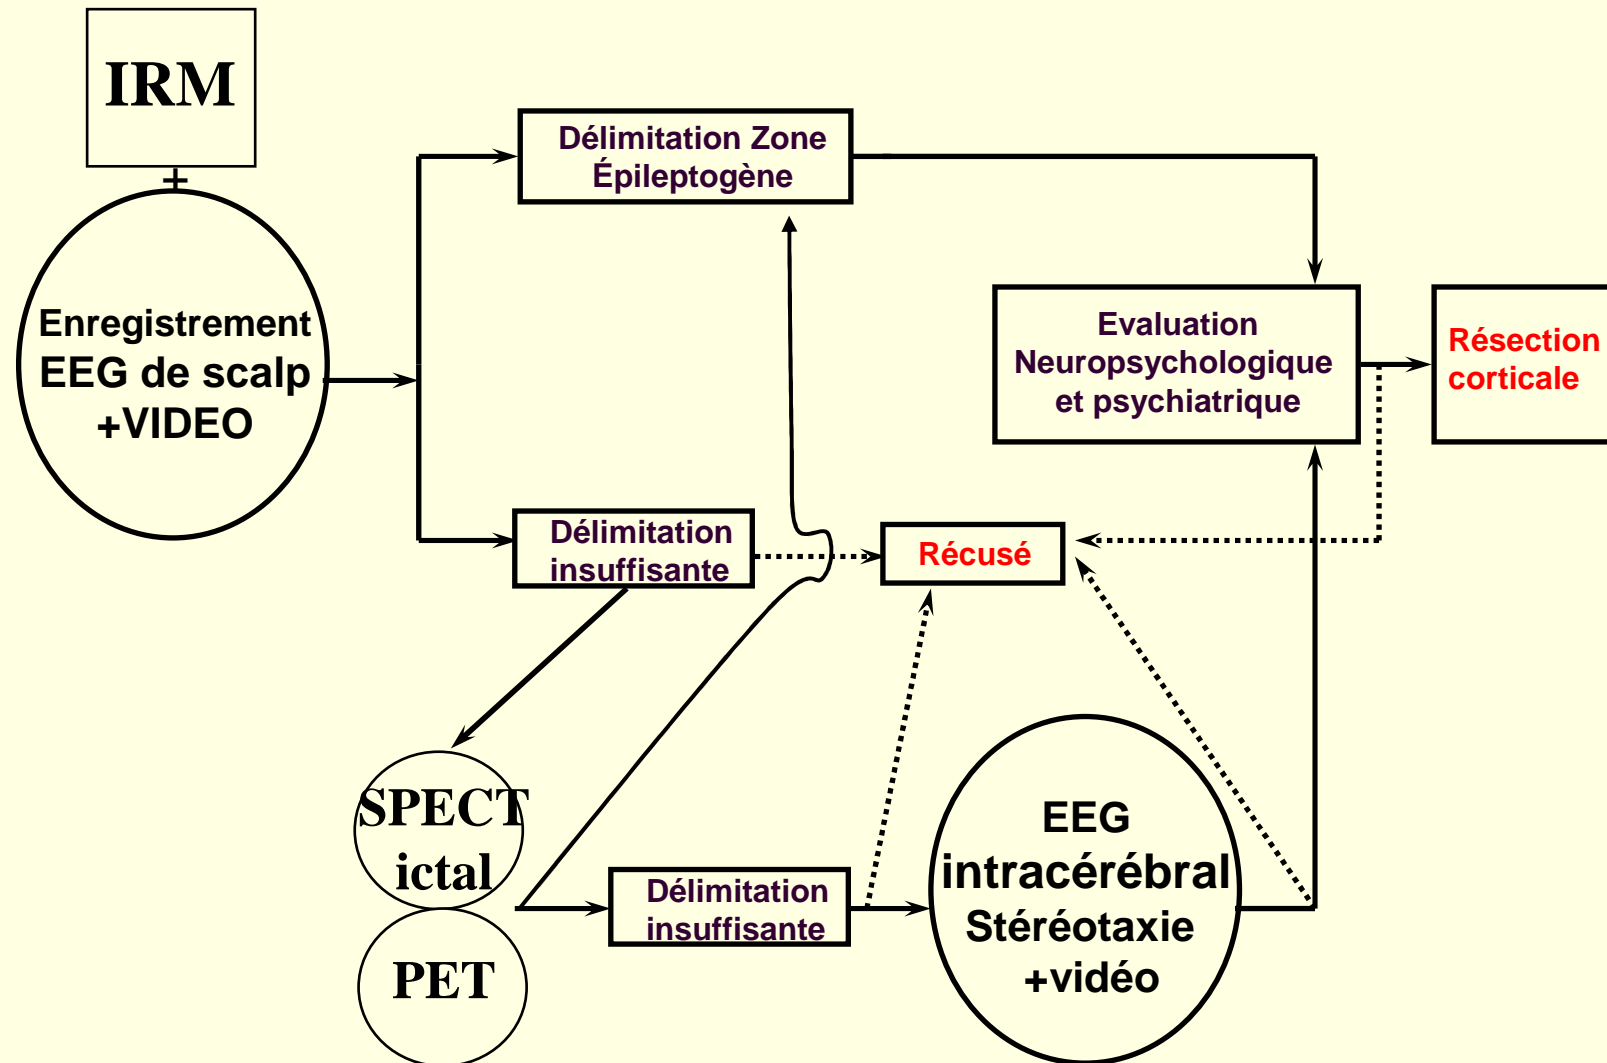 IRM
+
Enregistrement
EEG de scalp
+VIDEO
Délimitation Zone
Épileptogène
Evaluation
Neuropsychologique
et psychiatrique
Résection
corticale
Délimitation
insuffisante
Récusé
SPECT
ictal
PET
Délimitation
insuffisante
EEG
intracérébral
Stéréotaxie
+vidéo